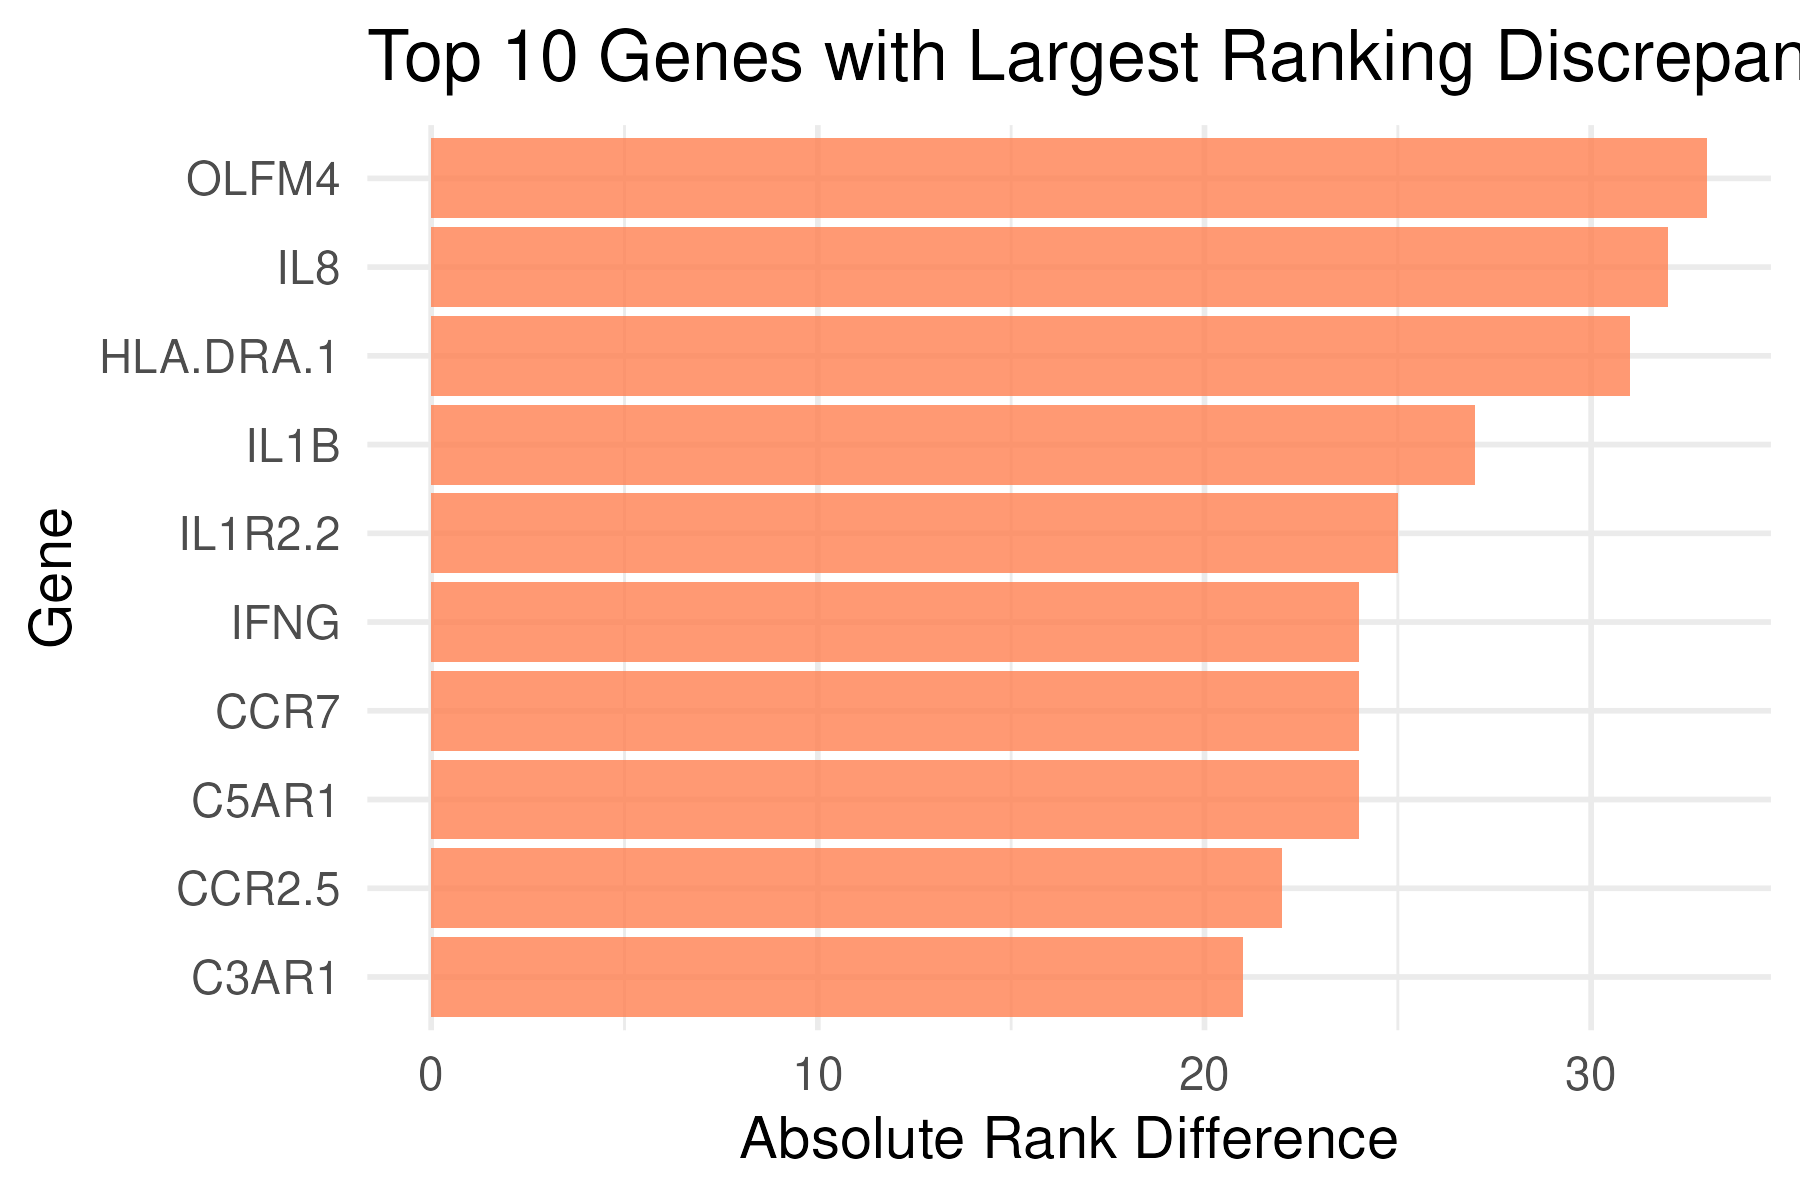 Top 10 Genes with Largest Ranking Discrepan
OLFM4
IL8
HLA.DRA.1
IL1B
IL1R2.2
IFNG
CCR7
C5AR1
CCR2.5
C3AR1
Gene
0 10 20 30
Absolute Rank Difference